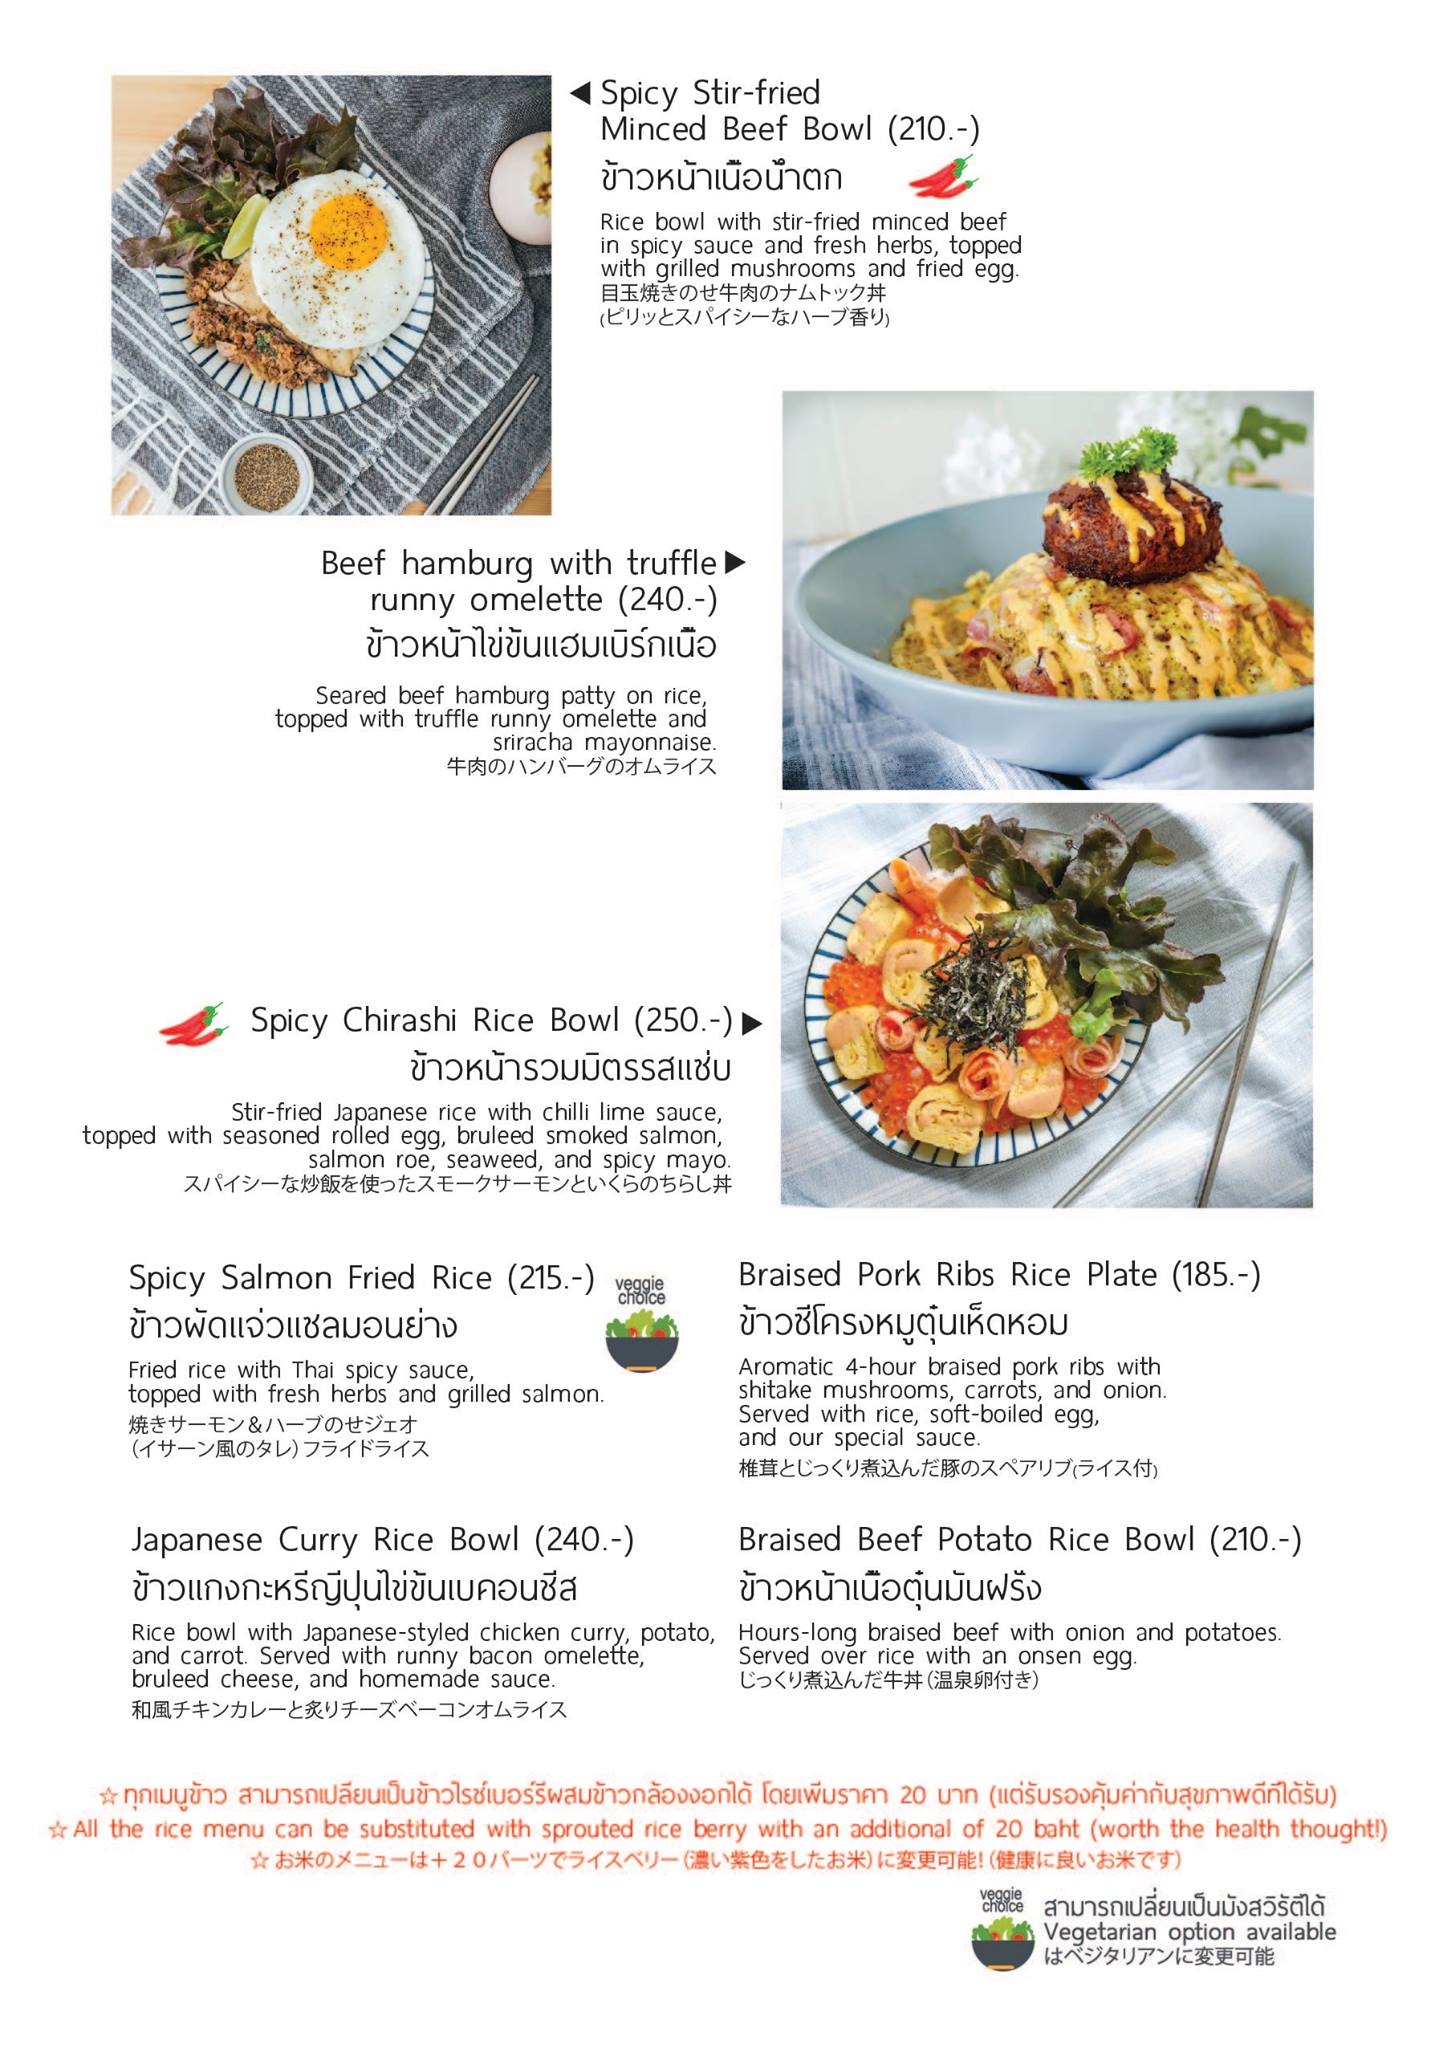 Spicy Stir-fried
Minced Beef Bowl (210.-)
ข้าวหน้าเนื้อน้ำตก
Rice bowl with stir-fried minced beef
in spicy sauce and fresh herbs, topped
with grilled mushrooms and fried egg.
目玉焼きのせ牛肉のナムトック丼
(ピリッとスパイシーなハーブ香り)
Beef hamburg with truffle
runny omelette (240.-)
ข้าวหน้าไข่ข้นแฮมเบิร์กเนื้อ
Seared beef hamburg patty on rice,
topped with truffle runny omelette and
sriracha mayonnaise.
牛肉のハンバーグのオムライス
Spicy Chirashi Rice Bowl (250.-)
ข้าวหน้ารวมมิตรรสแซ่บ
Stir-fried Japanese rice with chilli lime sauce,
topped with seasoned rolled egg, bruleed smoked salmon,
salmon roe, seaweed, and spicy mayo.
スパイシーな炒飯を使ったスモークサーモンといくらのちらし丼
Spicy Salmon Fried Rice (215.-)
veggie
choice
ข้าวผัดแจ่วแซลมอนย่าง
Fried rice with Thai spicy sauce,
topped with fresh herbs and grilled salmon.
焼きサーモン＆ハーブのせジェオ
（イサーン風のタレ）フライドライス
Braised Pork Ribs Rice Plate (185.-)
ข้าวซี่โครงหมูตุ๋นเห็ดหอม
Aromatic 4-hour braised pork ribs with
shitake mushrooms, carrots, and onion.
Served with rice, soft-boiled egg,
and our special sauce.
椎茸とじっくり煮込んだ豚のスペアリブ(ライス付)
Japanese Curry Rice Bowl (240.-)
ข้าวแกงกะหรี่ญี่ปุ่นไข่ข้นเบคอนชีส
Rice bowl with Japanese-styled chicken curry, potato,
and carrot. Served with runny bacon omelette,
bruleed cheese, and homemade sauce.
和風チキンカレーと炙りチーズベーコンオムライス
Braised Beef Potato Rice Bowl (210.-)
ข้าวหน้าเนื้อตุ๋นมันฝรั่ง
Hours-long braised beef with onion and potatoes.
Served over rice with an onsen egg.
じっくり煮込んだ牛丼（温泉卵付き）
☆ทุกเมนูข้าว สามารถเปลี่ยนเป็นข้าวไรซ์เบอร์รี่ผสมข้าวกล้องงอกได้ โดยเพิ่มราคา 20 บาท (แต่รับรองคุ้มค่ากับสุขภาพดีที่ได้รับ)
☆All the rice menu can be substituted with sprouted rice berry with an additional of 20 baht (worth the health thought!)
☆お米のメニューは＋２０バーツでライスベリー（濃い紫色をしたお米）に変更可能！（健康に良いお米です）
veggie
choice
สามารถเปลี่ยนเป็นมังสวิรัติได้
Vegetarian option available
はベジタリアンに変更可能